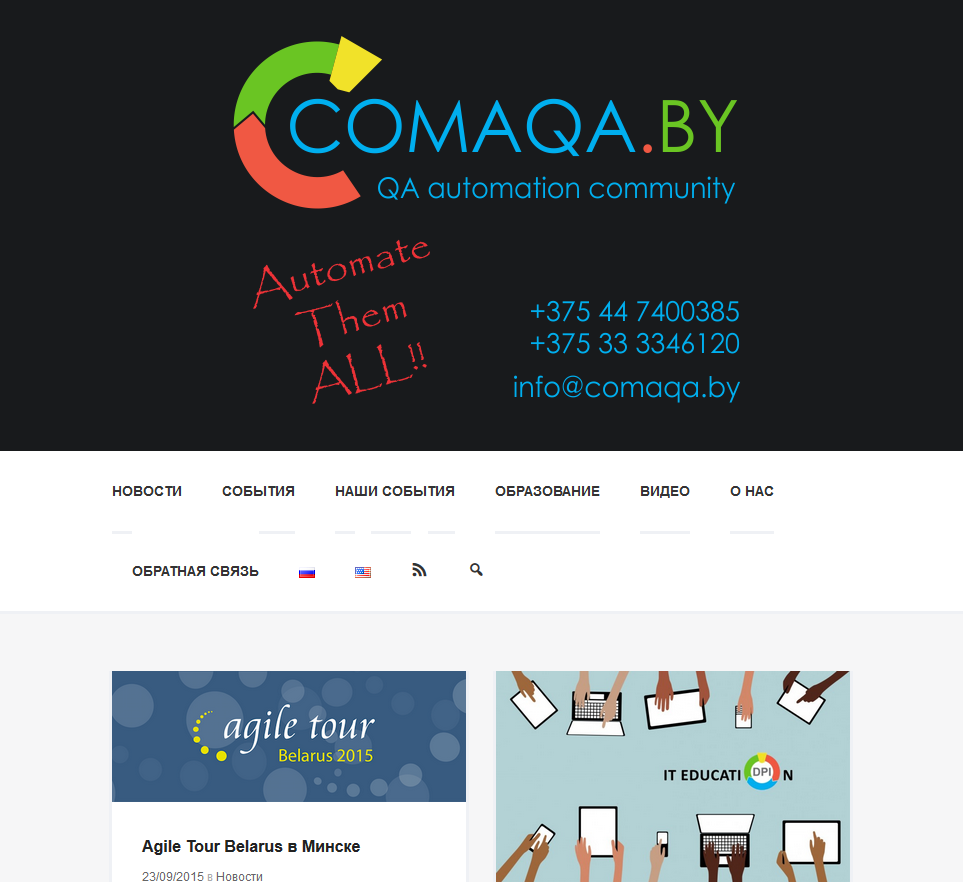 COMAQA.BY
QA automation community
Automate
Them
ALL!!
+375 44 7400385
+375 33 3346120
info@comaqa.by
НОВОСТИ СОБЫТИЯ НАШИ СОБЫТИЯ ОБРАЗОВАНИЕ ВИДЕО О НАС
ОБРАТНАЯ СВЯЗЬ
agile tour
Belarus 2015
IT EDUCATI DPI N
Agile Tour Belarus в Минске
23/09/2015 в Новости